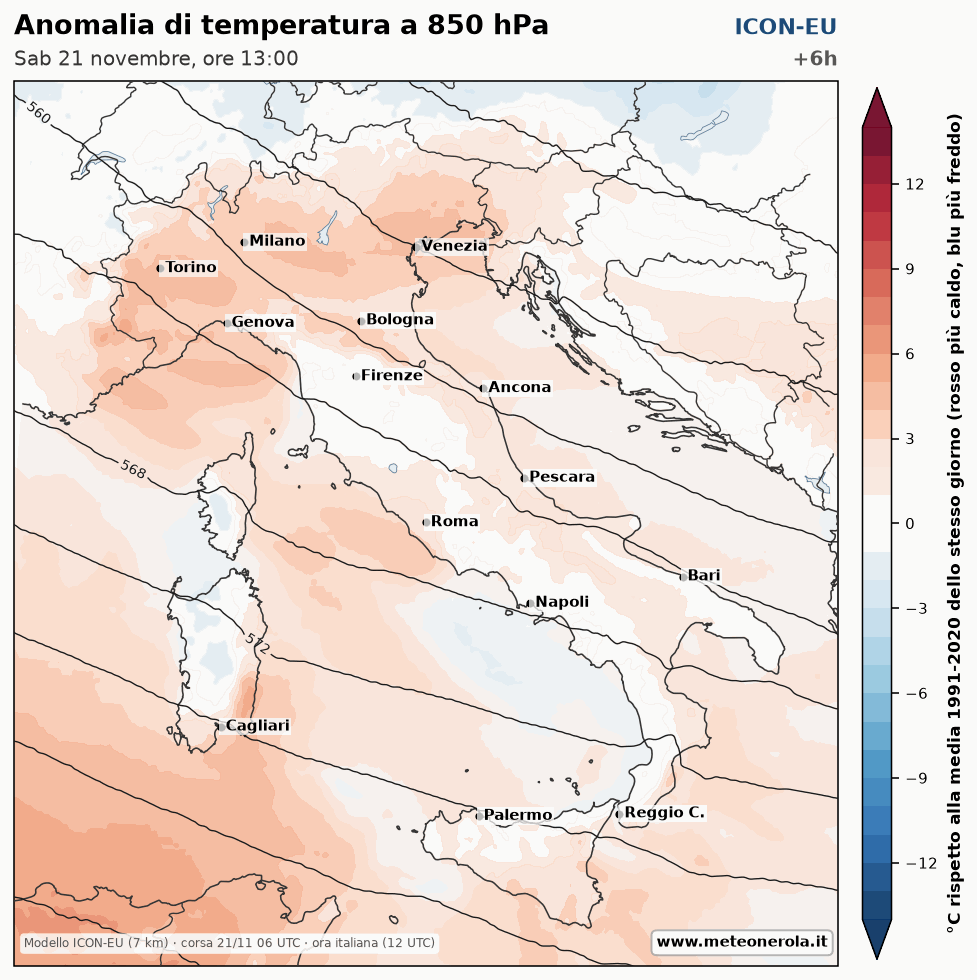 Anomalia di temperatura a 850 hPa
ICON-EU
Sab 21 novembre, ore 13:00
+6h
560
Milano
Venezia
Torino
Genova
Bologna
Firenze
Ancona
568
Pescara
Roma
Bari
Napoli
572
Cagliari
Palermo
Reggio C.
Modello ICON-EU (7 km) · corsa 21/11 06 UTC · ora italiana (12 UTC)
www.meteonerola.it
12
9
6
3
0
−3
−6
−9
−12
°C rispetto alla media 1991-2020 dello stesso giorno (rosso più caldo, blu più freddo)